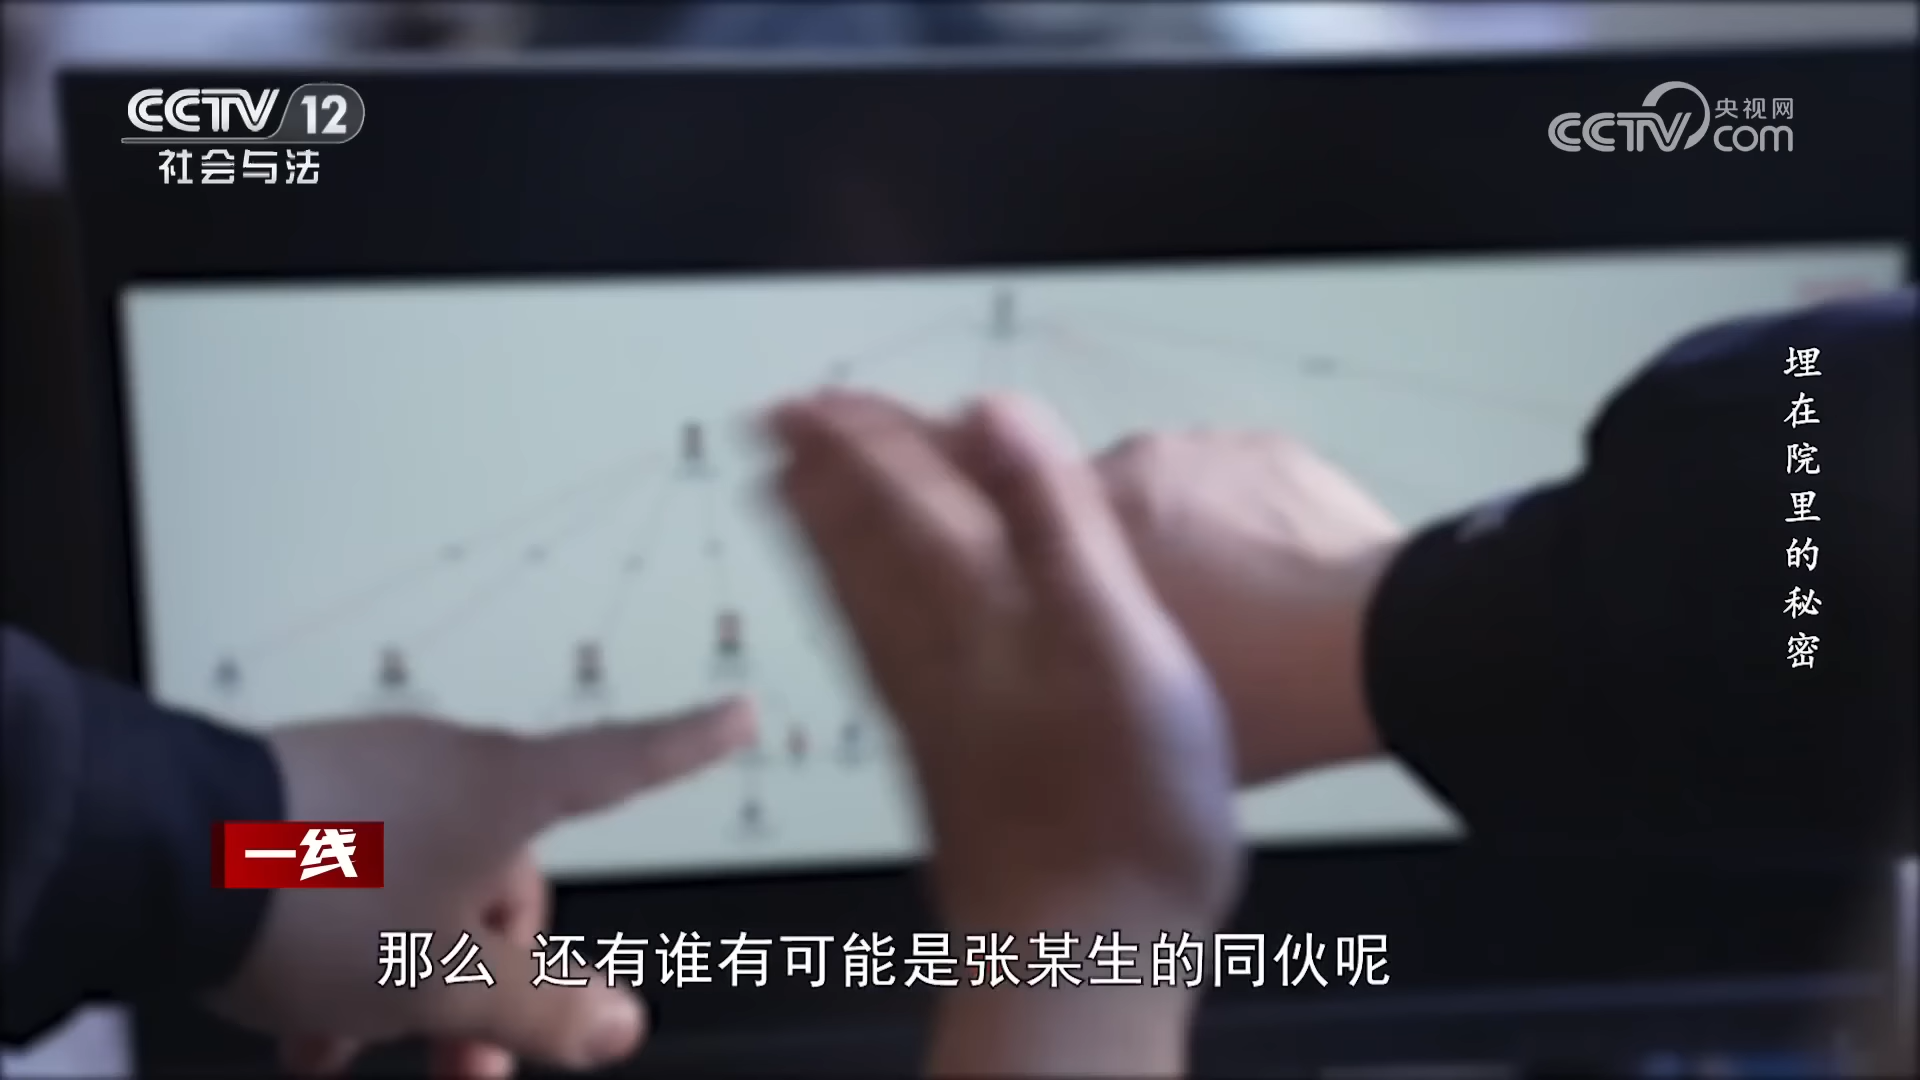 CCTV 12
社会与法
央视网
CCTV.com
埋在院里的秘密
一线
那么 还有谁有可能是张某生的同伙呢